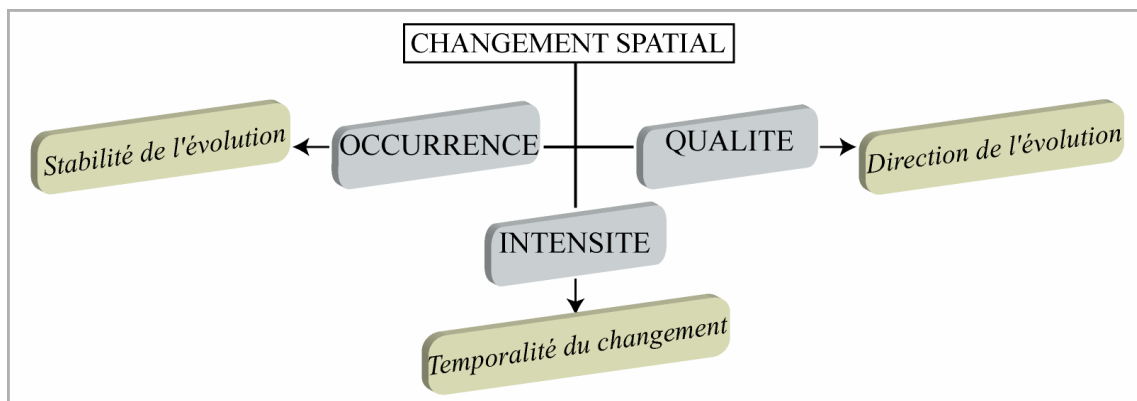 CHANGEMENT SPATIAL
Stabilité de l'évolution
OCCURRENCE
QUALITE
Direction de l'évolution
INTENSITE
Temporalité du changement